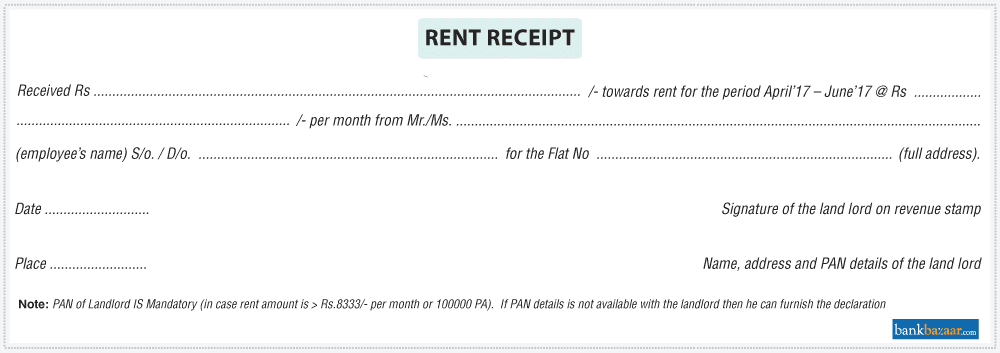 RENT RECEIPT
Received Rs ........................................................................................................................................ /- towards rent for the period April'17 – June'17 @ Rs ..................
......................................................................... /- per month from Mr./Ms. ............................................................................................................................................
(employee's name) S/o. / D/o. ................................................................................ for the Flat No ............................................................................... (full address).
Date ............................ Signature of the land lord on revenue stamp
Place .......................... Name, address and PAN details of the land lord
Note: PAN of Landlord IS Mandatory (in case rent amount is > Rs.8333/- per month or 100000 PA). If PAN details is not available with the landlord then he can furnish the declaration
bankbazaar.com